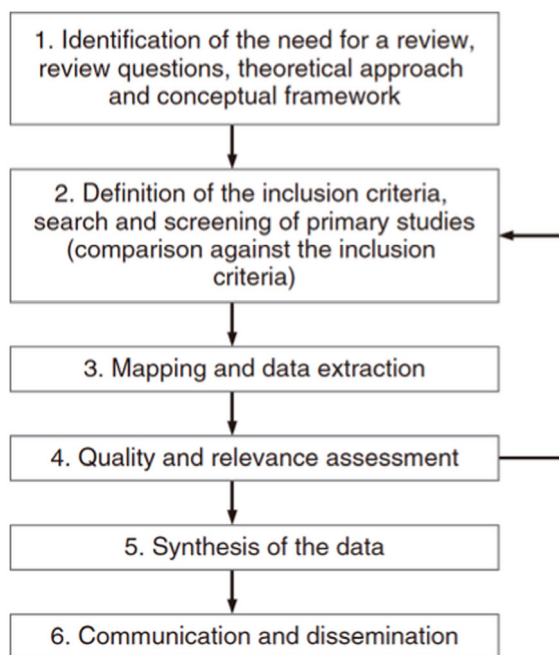 1. Identification of the need for a review,
review questions, theoretical approach
and conceptual framework
2. Definition of the inclusion criteria,
search and screening of primary studies
(comparison against the inclusion
criteria)
3. Mapping and data extraction
4. Quality and relevance assessment
5. Synthesis of the data
6. Communication and dissemination